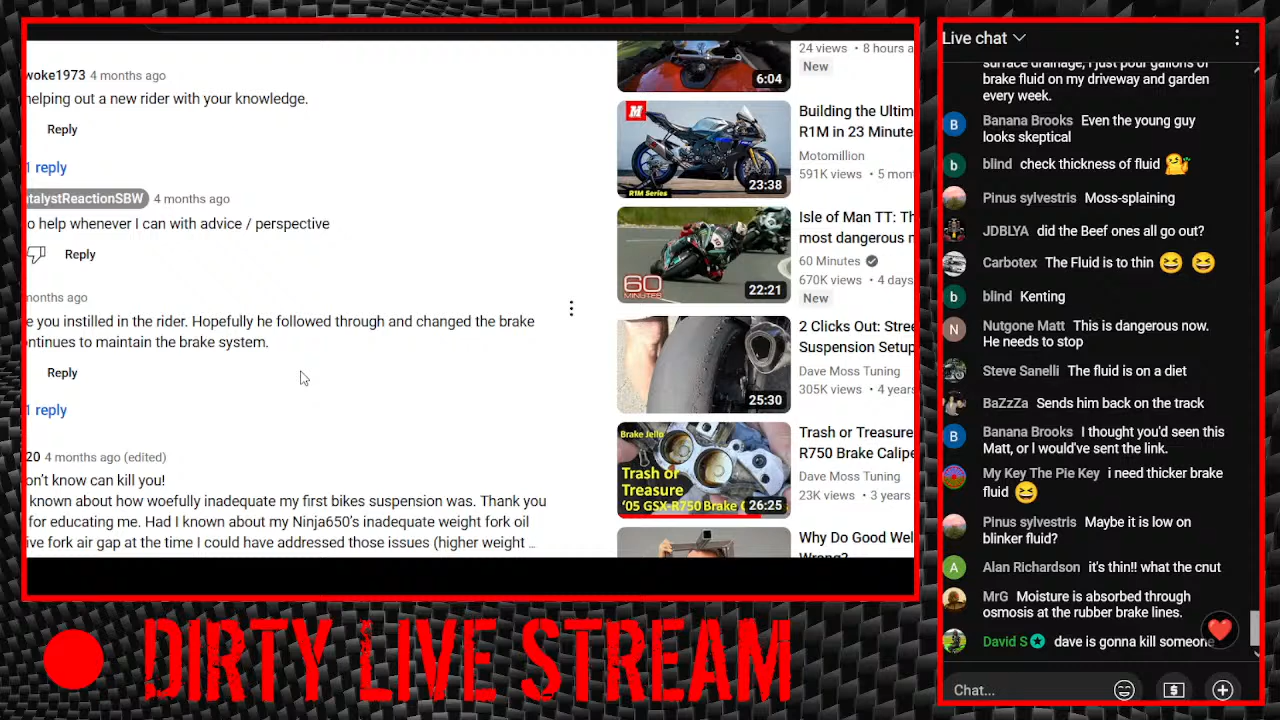 woke1973 4 months ago
helping out a new rider with your knowledge.
Reply
1 reply
talystReactionSBW 4 months ago
o help whenever I can with advice / perspective
Reply
months ago
e you instilled in the rider. Hopefully he followed through and changed the brake
ontinues to maintain the brake system.
Reply
1 reply
20 4 months ago (edited)
on't know can kill you!
known about how woefully inadequate my first bikes suspension was. Thank you
for educating me. Had I known about my Ninja650's inadequate weight fork oil
ive fork air gap at the time I could have addressed those issues (higher weight ...
24 views • 8 hours a
New
6:04
Building the Ultim
R1M in 23 Minute
Motomillion
591K views • 5 mon
M
R1M Series
23:38
Isle of Man TT: Th
most dangerous m
60 Minutes
670K views • 4 days
New
60
MINUTES
22:21
2 Clicks Out: Stree
Suspension Setup
Dave Moss Tuning
305K views • 4 years
25:30
Trash or Treasure
R750 Brake Calipe
Dave Moss Tuning
23K views • 3 years
Brake Jello
Trash or
Treasure
'05 GSX-R750 Brake
26:25
Why Do Good Wel
Wrong?
DIRTY LIVE STREAM
Live chat
surface drainage, I just pour gallons of
brake fluid on my driveway and garden
every week.
B Banana Brooks Even the young guy
looks skeptical
b blind check thickness of fluid
Pinus sylvestris Moss-splaining
JDBLYA did the Beef ones all go out?
Carbotex The Fluid is to thin 😆 😆
b blind Kenting
N Nutgone Matt This is dangerous now.
He needs to stop
Steve Sanelli The fluid is on a diet
BaZzZa Sends him back on the track
B Banana Brooks I thought you'd seen this
Matt, or I would've sent the link.
My Key The Pie Key i need thicker brake
fluid 😆
Pinus sylvestris Maybe it is low on
blinker fluid?
A Alan Richardson it's thin!! what the cnut
MrG Moisture is absorbed through
osmosis at the rubber brake lines.
David S dave is gonna kill someone
Chat...